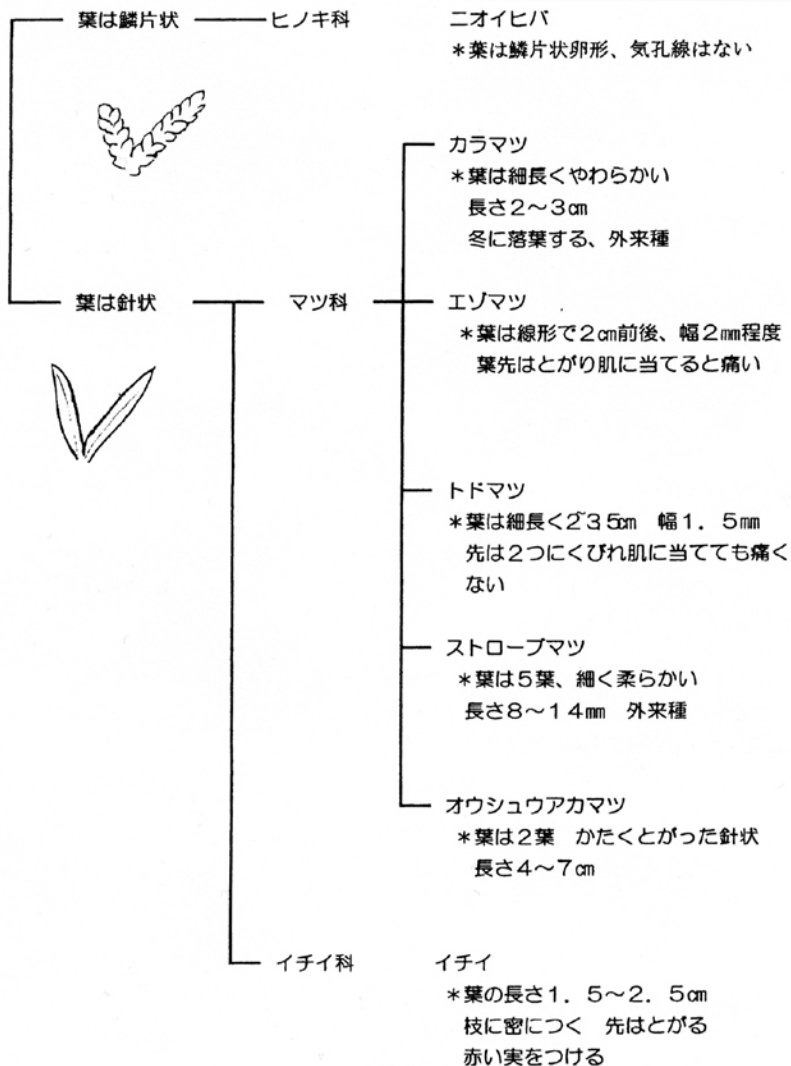 葉は鱗片状 ヒノキ科 ニオイヒバ
＊葉は鱗片状卵形、気孔線はない
カラマツ
＊葉は細長くやわらかい
長さ２～３㎝
冬に落葉する、外来種
葉は針状 マツ科 エゾマツ
＊葉は線形で２㎝前後、幅２㎜程度
葉先はとがり肌に当てると痛い
トドマツ
＊葉は細長く２~３５㎝ 幅１．５㎜
先は２つにくびれ肌に当てても痛く
ない
ストローブマツ
＊葉は５葉、細く柔らかい
長さ８～１４㎜ 外来種
オウシュウアカマツ
＊葉は２葉 かたくとがった針状
長さ４～７㎝
イチイ科 イチイ
＊葉の長さ１．５～２．５㎝
枝に密につく 先はとがる
赤い実をつける